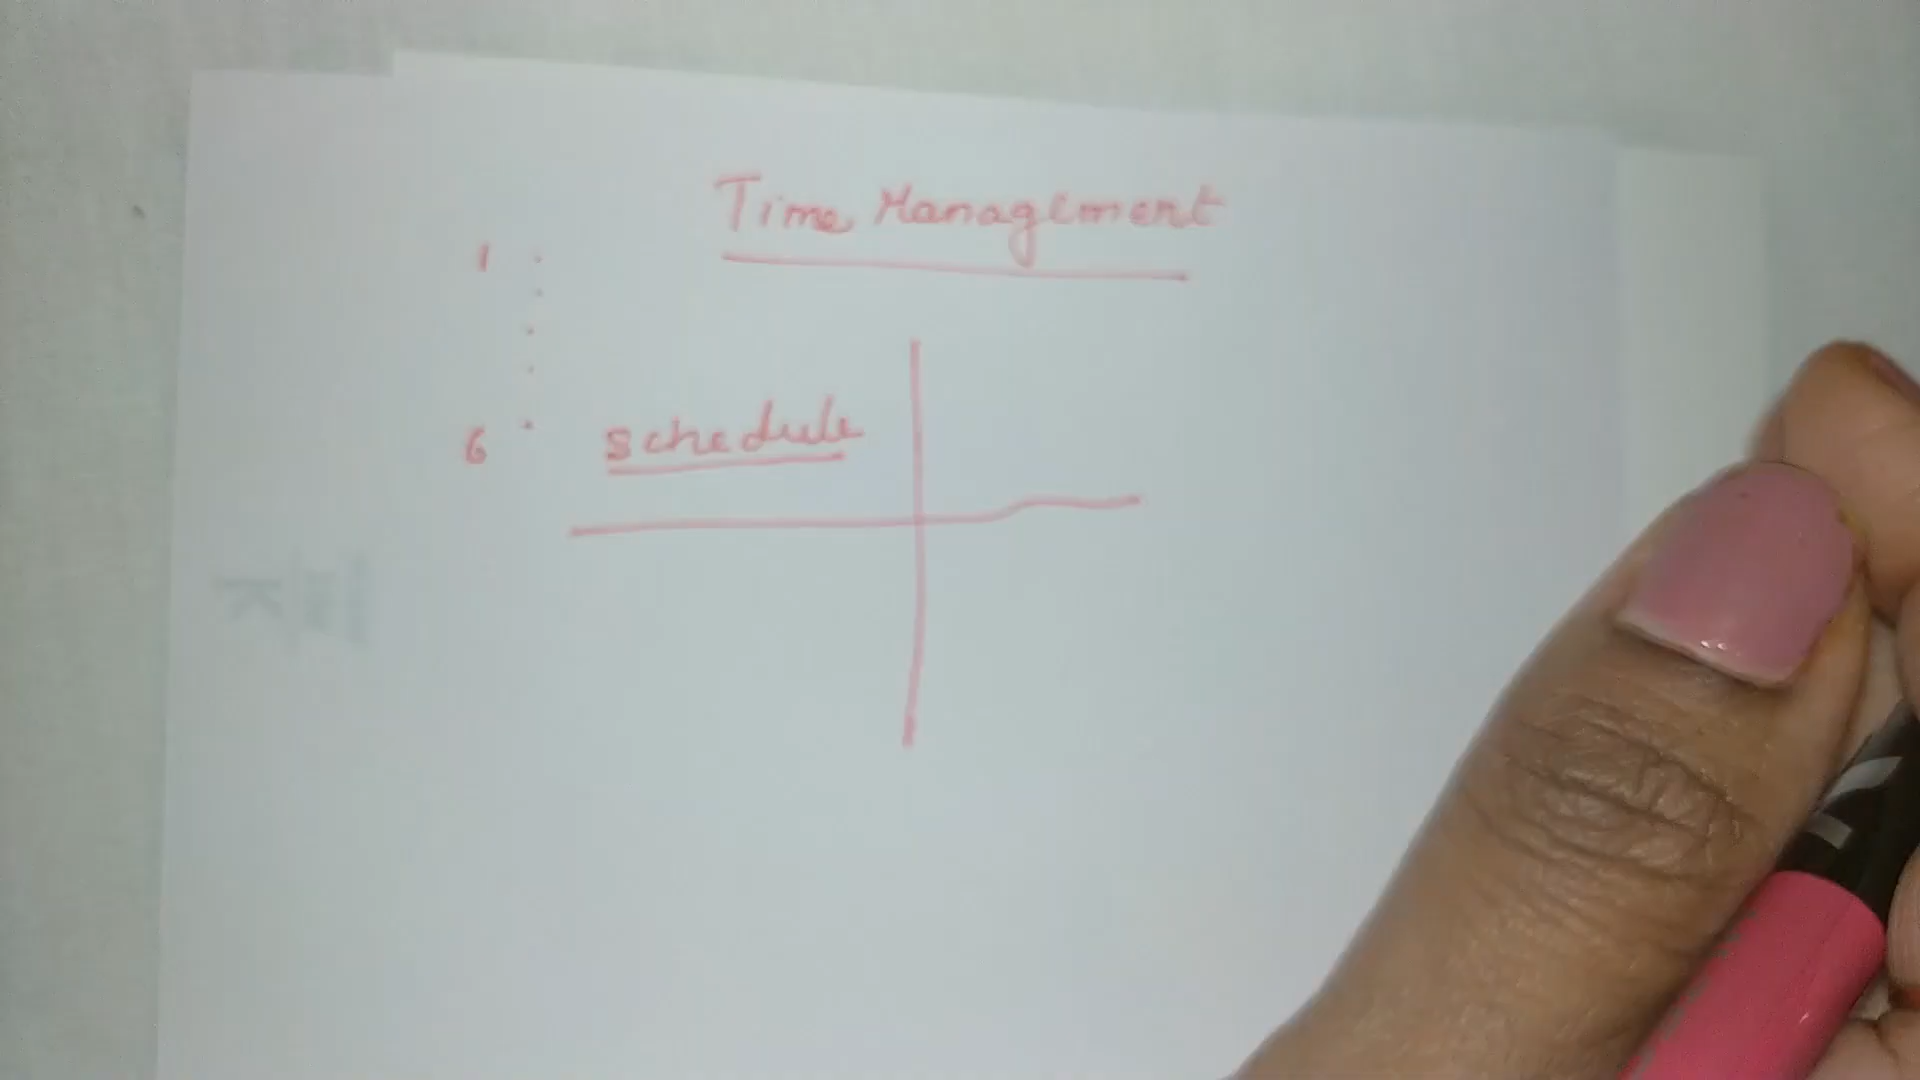 Time Management
1 .
6 . schedule